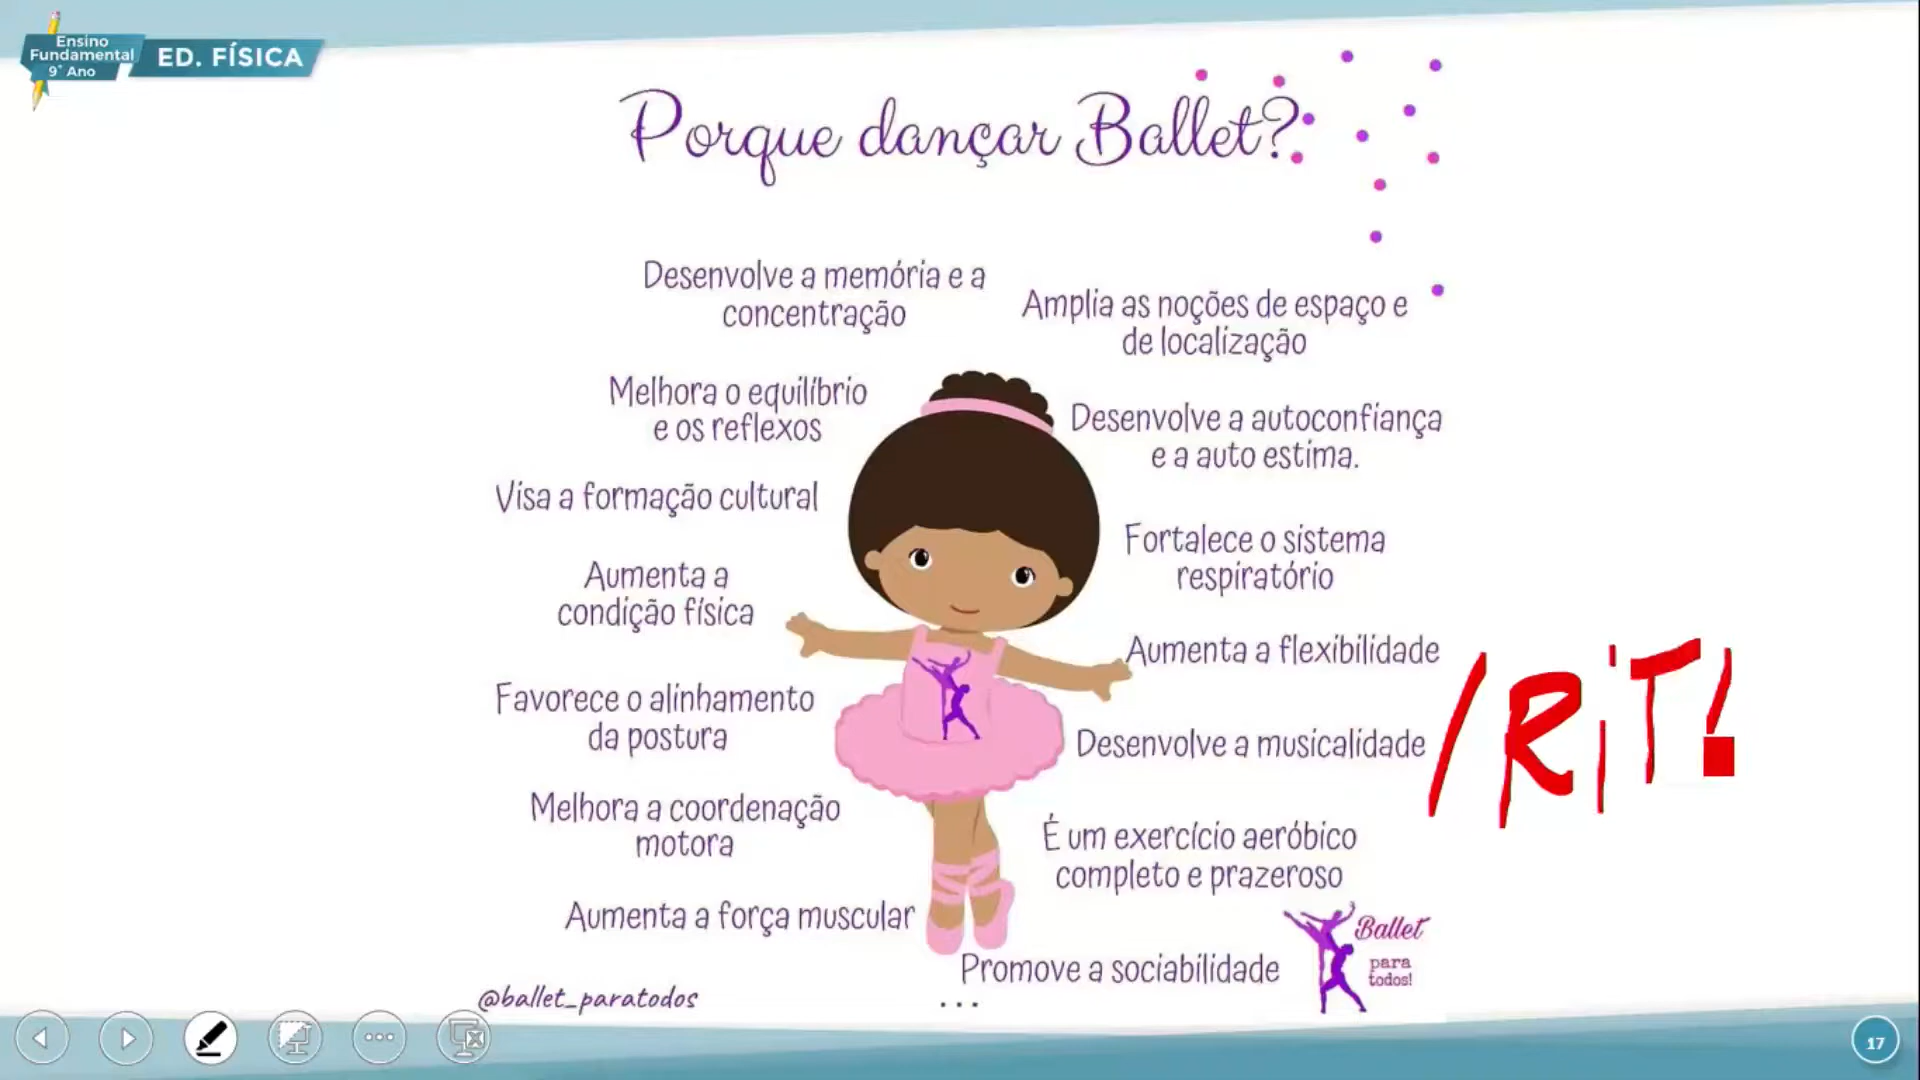 Ensino
Fundamental
9° Ano
ED. FÍSICA
Porque dançar Ballet?
Desenvolve a memória e a
concentração
Amplia as noções de espaço e
de localização
Melhora o equilíbrio
e os reflexos
Desenvolve a autoconfiança
e a auto estima.
Visa a formação cultural
Fortalece o sistema
respiratório
Aumenta a
condição física
Aumenta a flexibilidade
Favorece o alinhamento
da postura
Desenvolve a musicalidade
/RiT!
Melhora a coordenação
motora
É um exercício aeróbico
completo e prazeroso
Aumenta a força muscular
Promove a sociabilidade
...
Ballet
para
todos!
@ballet_paratodos
17